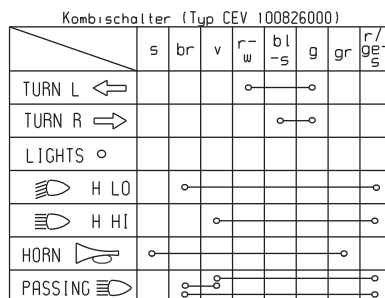 Kombischalter (Typ CEV 100826000)
s br v r-w bl-s g gr r/ge-s
TURN L
TURN R
LIGHTS
H LO
H HI
HORN
PASSING